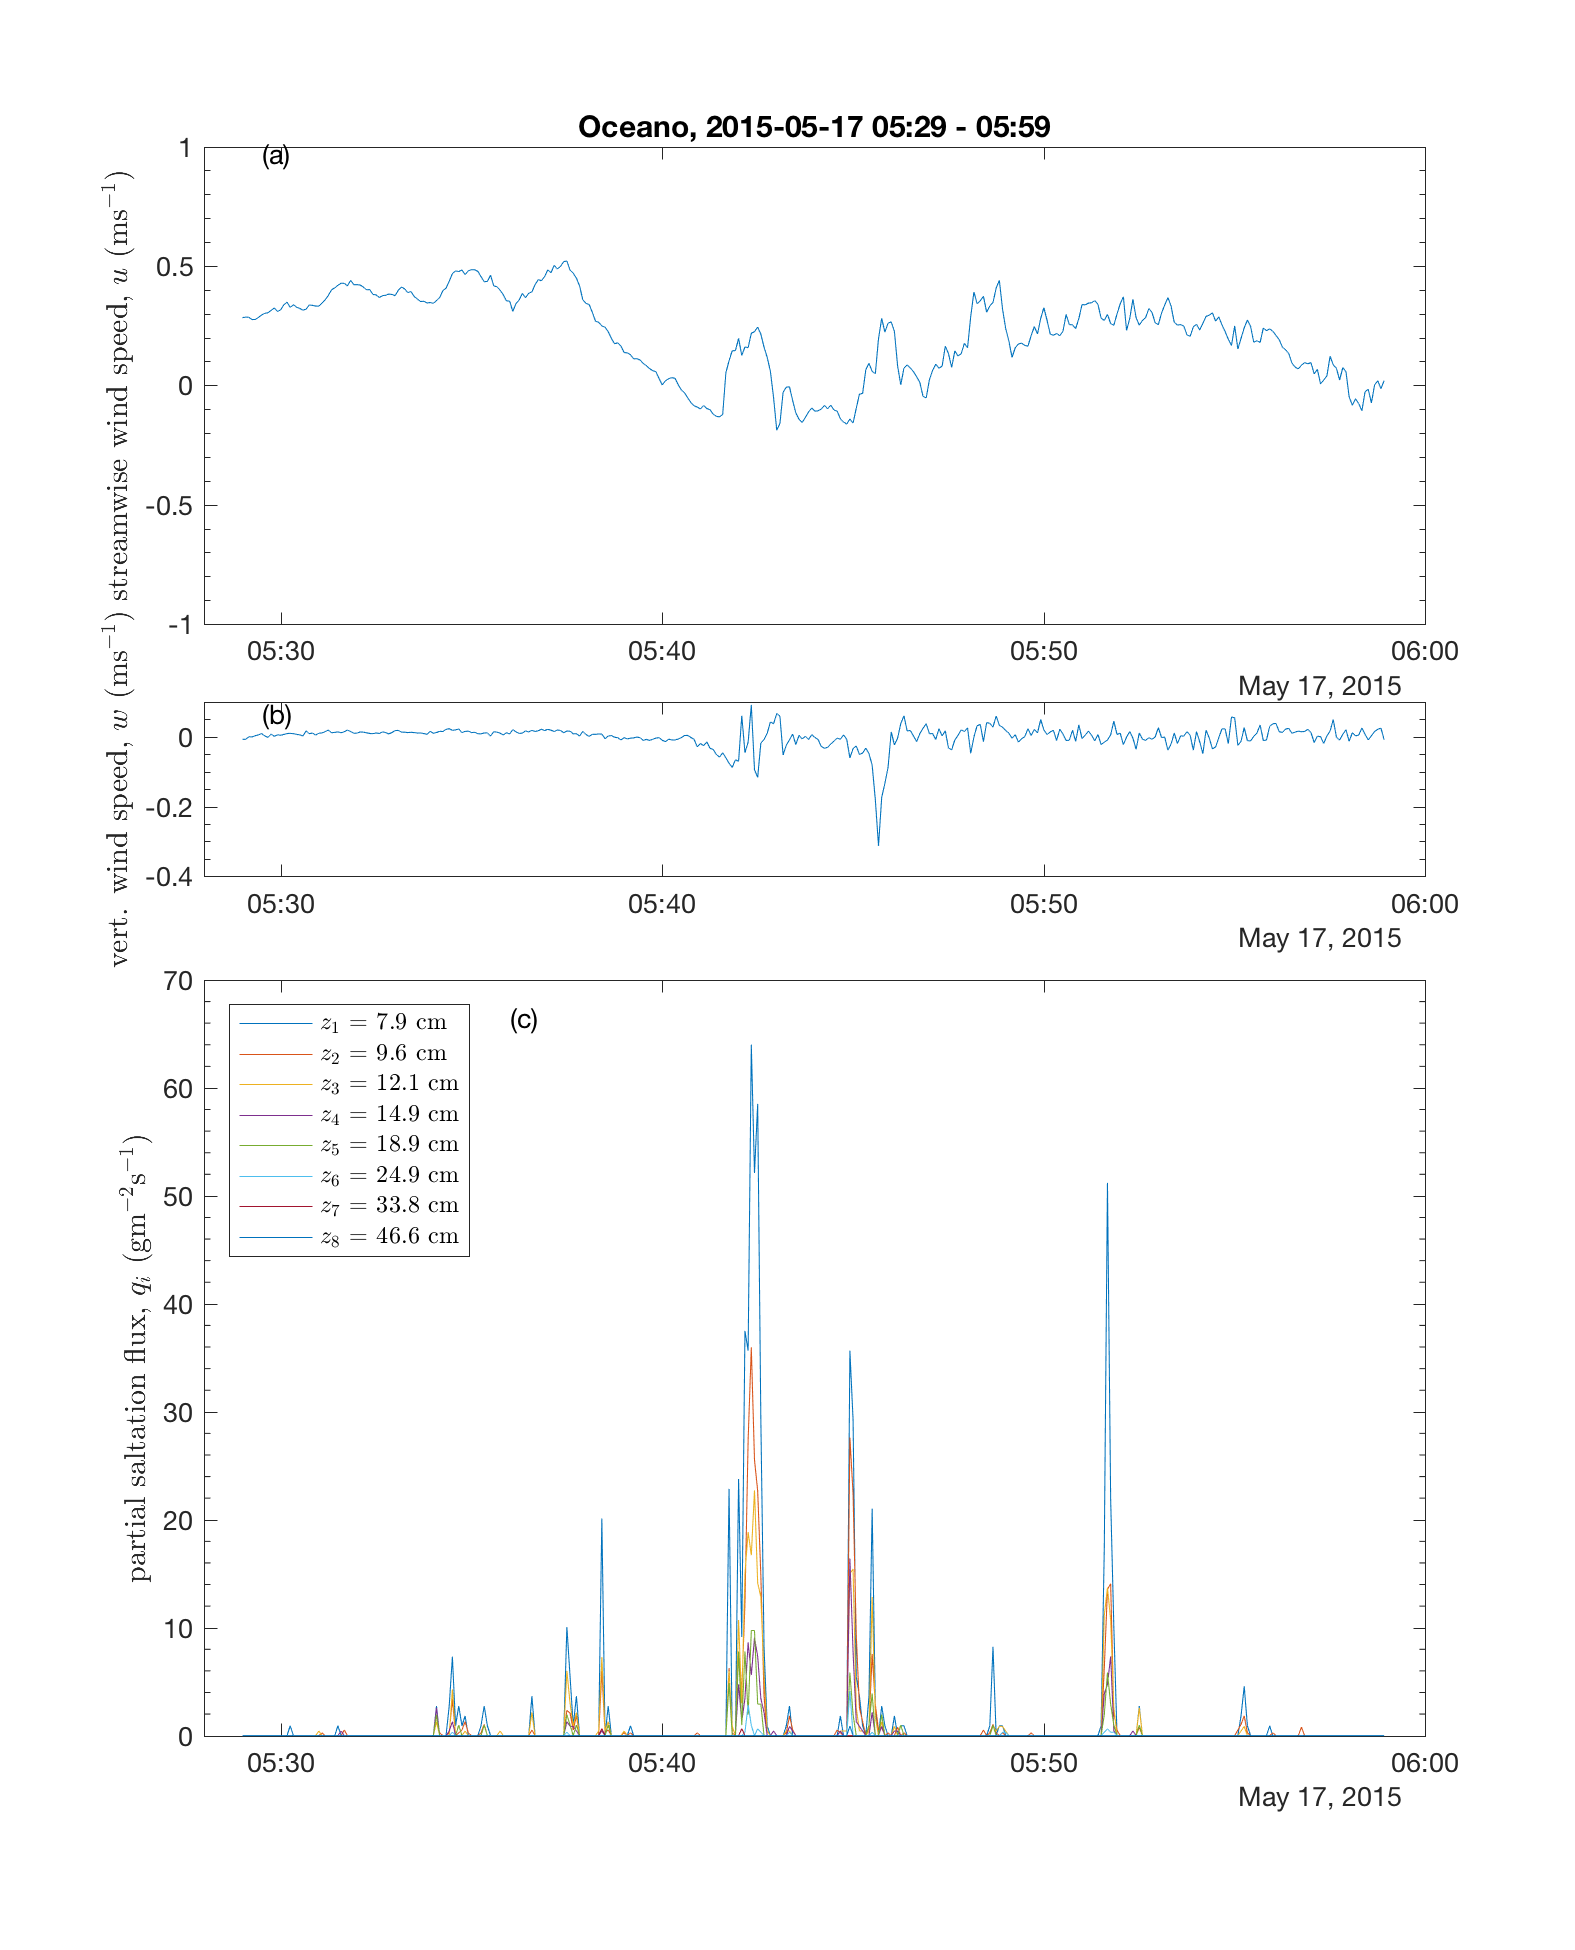 Oceano, 2015-05-17 05:29 - 05:59
(a)
streamwise wind speed, u (ms⁻¹)
1
0.5
0
-0.5
-1
05:30 05:40 05:50 06:00
May 17, 2015
(b)
vert. wind speed, w (ms⁻¹)
0
-0.2
-0.4
05:30 05:40 05:50 06:00
May 17, 2015
(c)
partial saltation flux, qᵢ (gm⁻²s⁻¹)
70
60
50
40
30
20
10
0
z₁ = 7.9 cm
z₂ = 9.6 cm
z₃ = 12.1 cm
z₄ = 14.9 cm
z₅ = 18.9 cm
z₆ = 24.9 cm
z₇ = 33.8 cm
z₈ = 46.6 cm
05:30 05:40 05:50 06:00
May 17, 2015